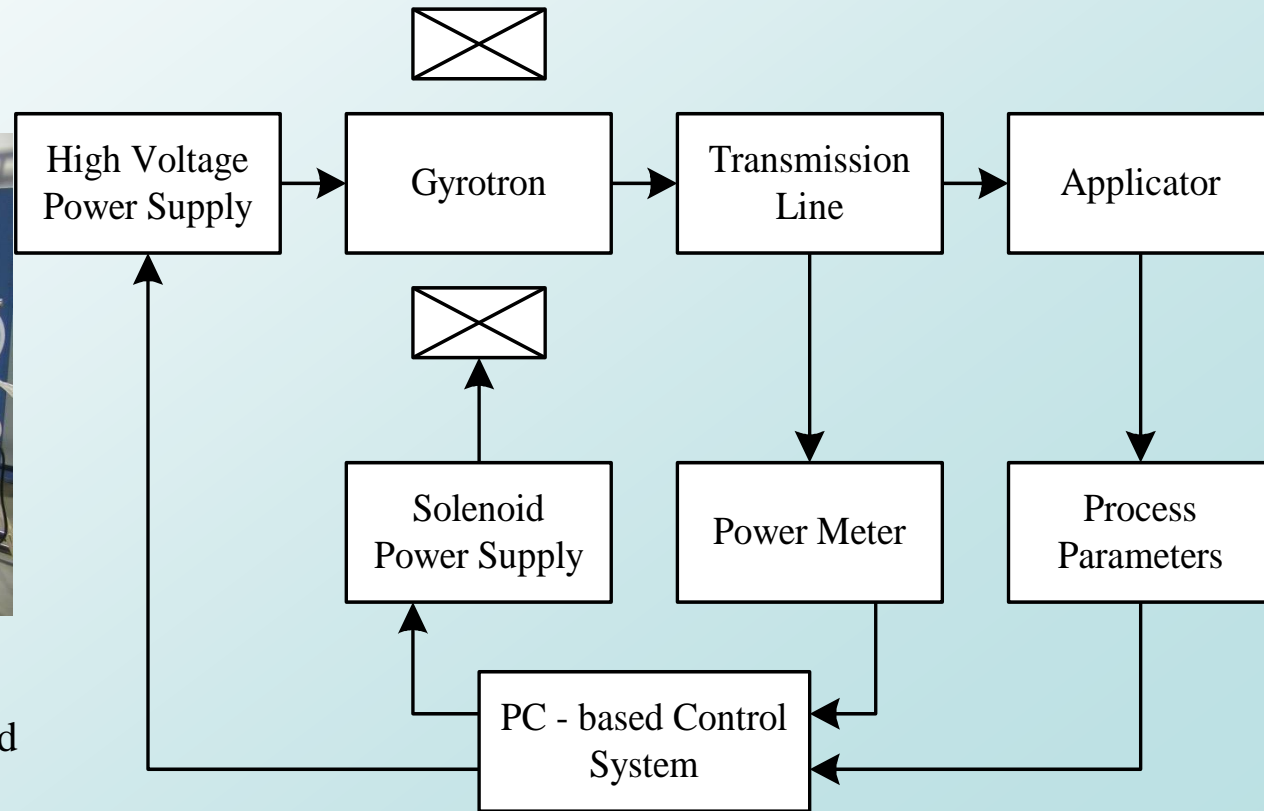 High Voltage
Power Supply
Gyrotron
Transmission
Line
Applicator
Solenoid
Power Supply
Power Meter
Process
Parameters
PC - based Control
System